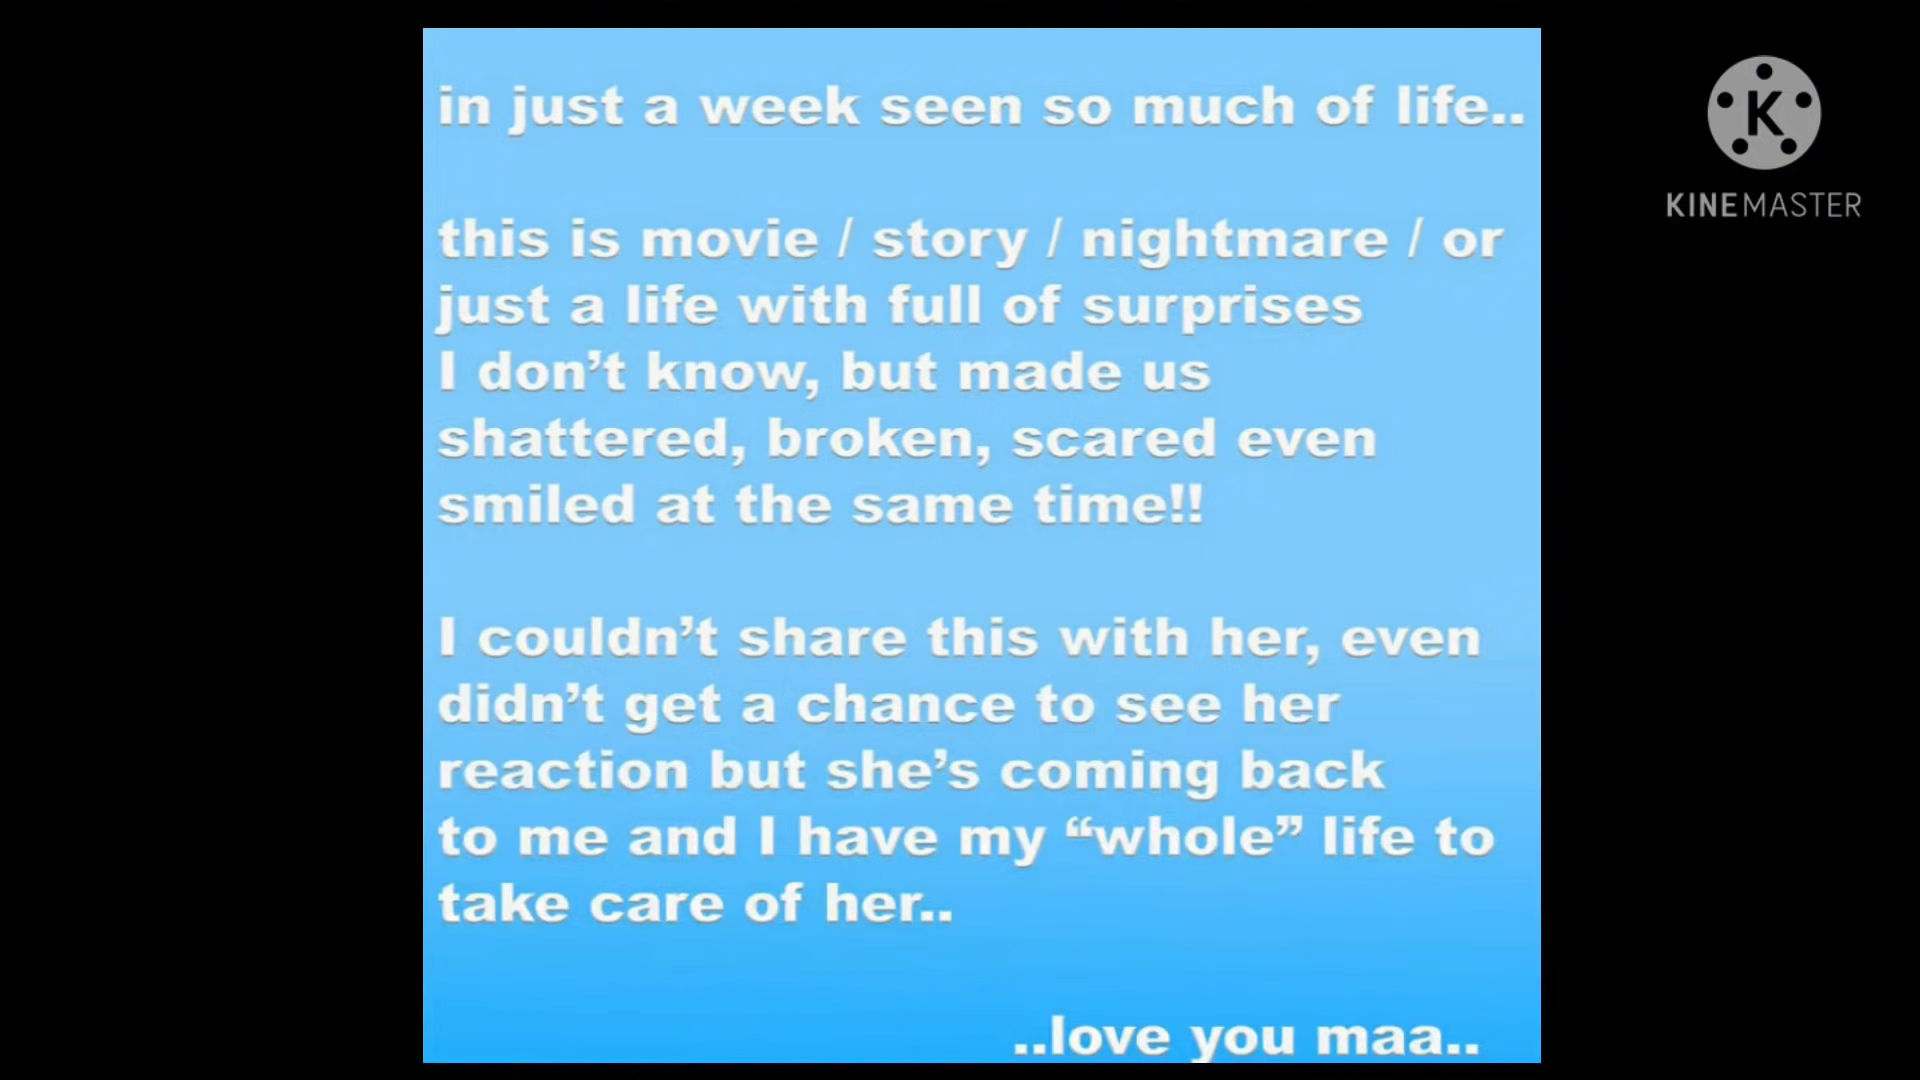 in just a week seen so much of life..
this is movie / story / nightmare / or
just a life with full of surprises
I don’t know, but made us
shattered, broken, scared even
smiled at the same time!!
I couldn’t share this with her, even
didn’t get a chance to see her
reaction but she’s coming back
to me and I have my “whole” life to
take care of her..
..love you maa..
K
KINEMASTER